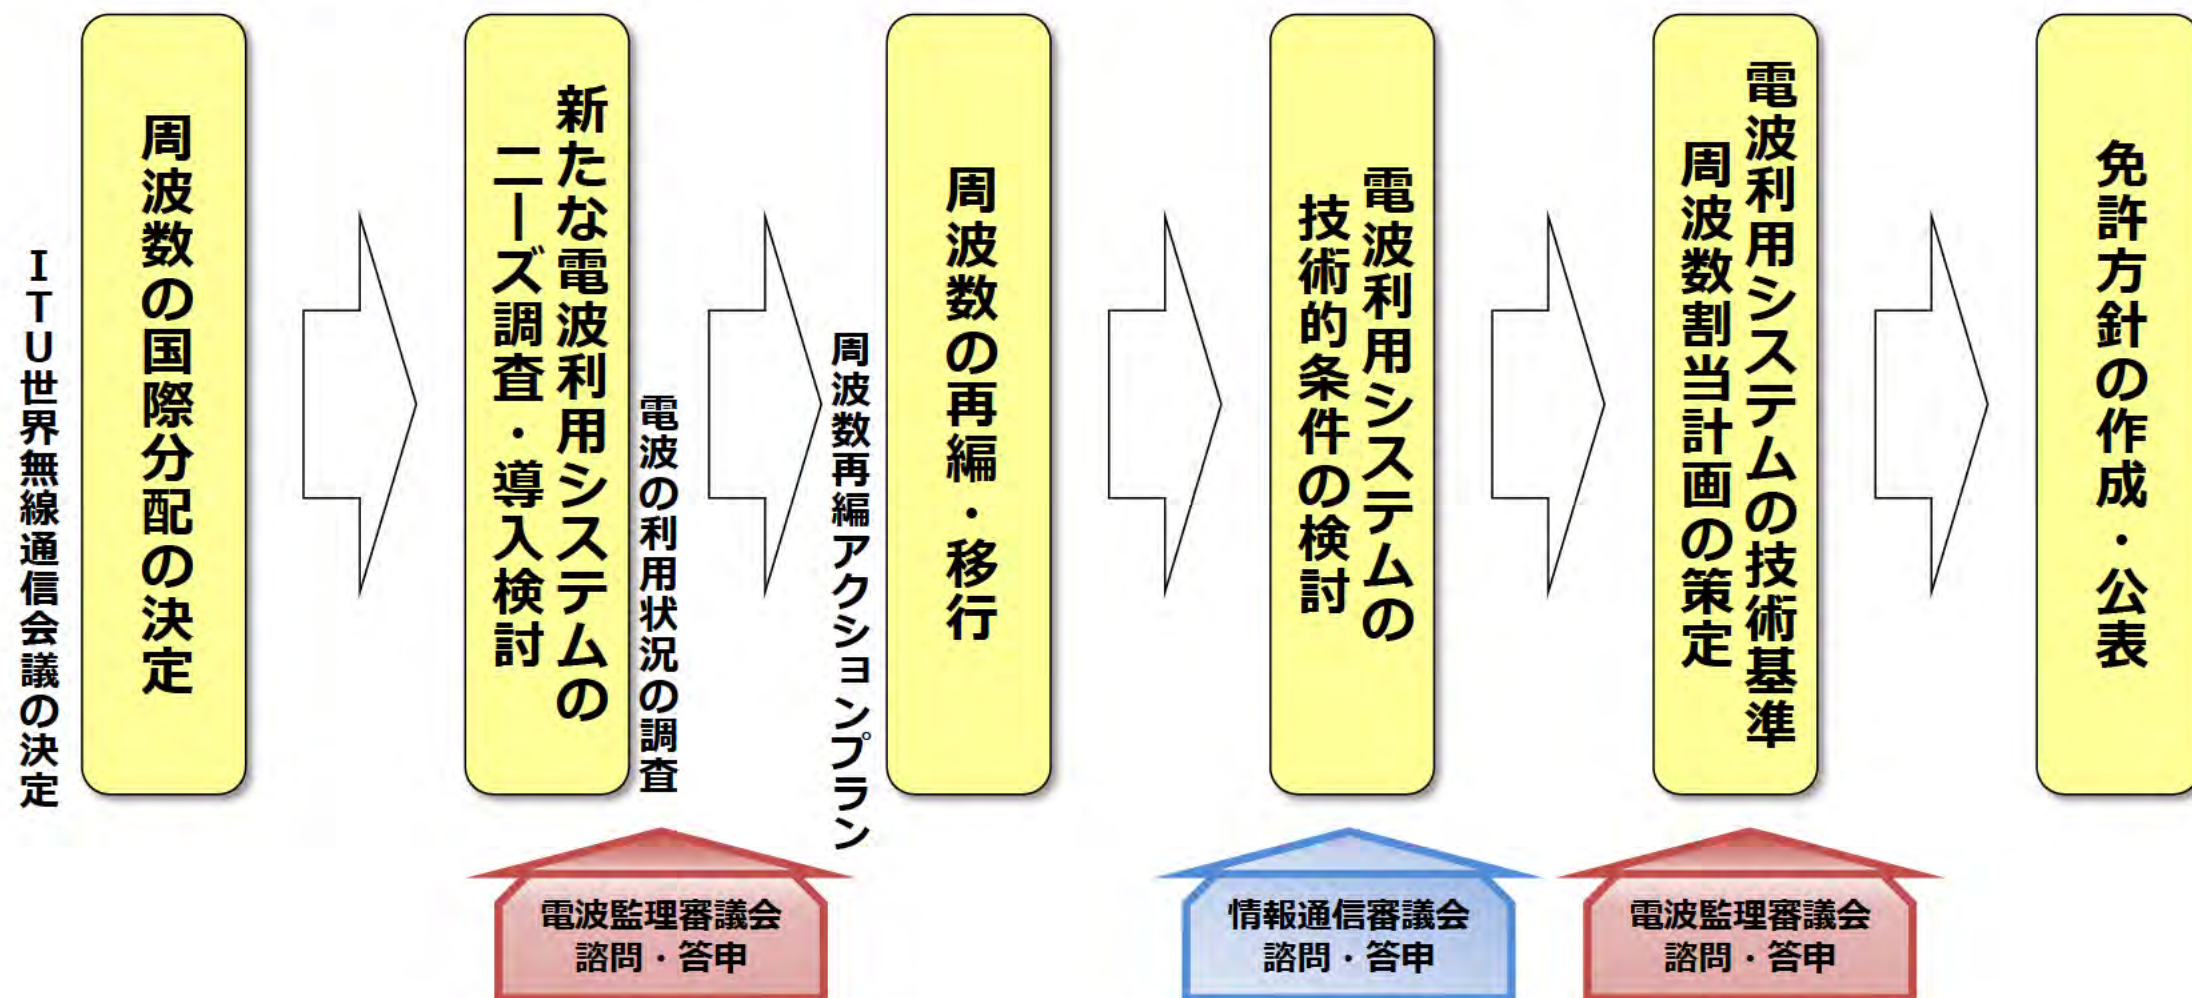 ITU世界無線通信会議の決定
周波数の国際分配の決定
新たな電波利用システムの
ニーズ調査・導入検討
電波の利用状況の調査
周波数再編アクションプラン
周波数の再編・移行
電波利用システムの
技術的条件の検討
電波利用システムの技術基準
周波数割当計画の策定
免許方針の作成・公表
電波監理審議会
諮問・答申
情報通信審議会
諮問・答申
電波監理審議会
諮問・答申